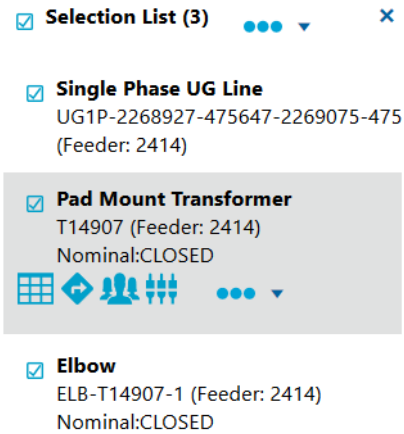 Selection List (3)
Single Phase UG Line
UG1P-2268927-475647-2269075-475
(Feeder: 2414)
Pad Mount Transformer
T14907 (Feeder: 2414)
Nominal:CLOSED
Elbow
ELB-T14907-1 (Feeder: 2414)
Nominal:CLOSED